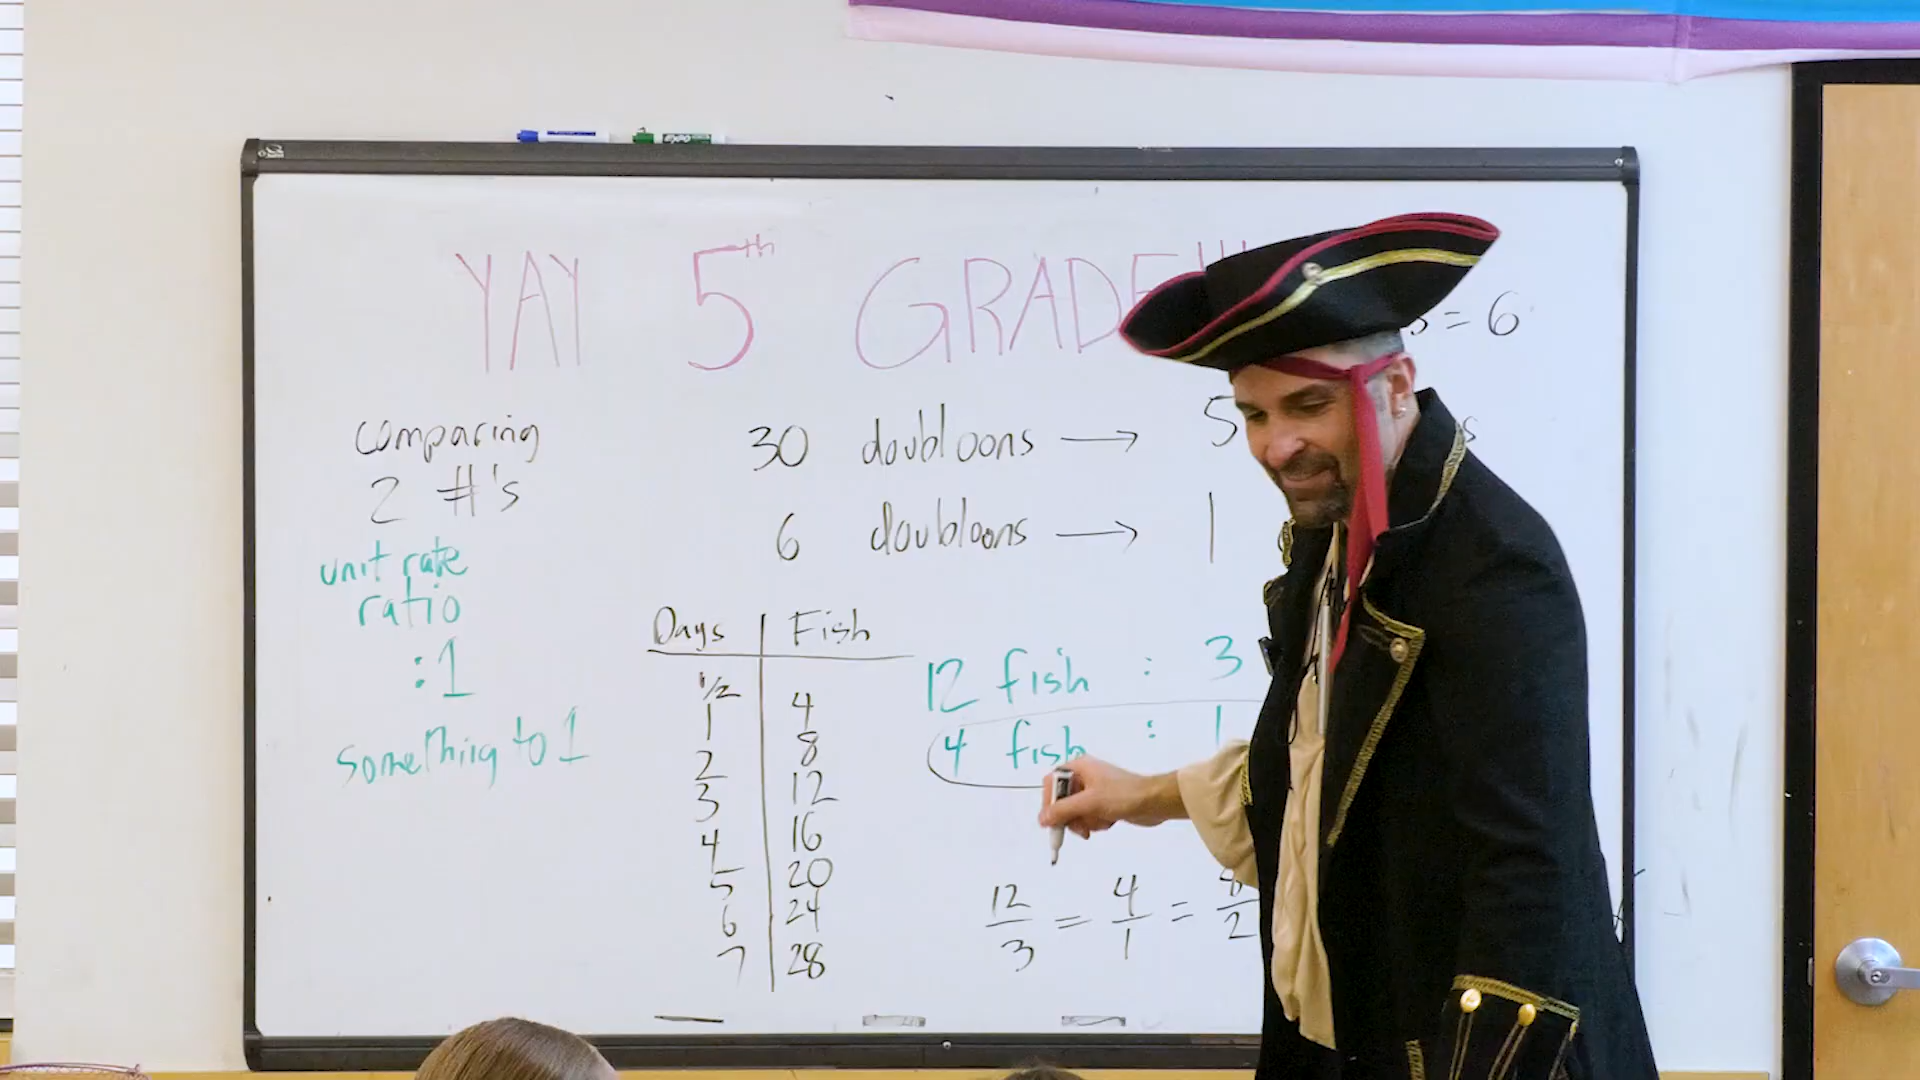 YAY 5th GRADE!!!
= 6
comparing
2 #'s
unit rate
ratio
:1
something to 1
30 doubloons → 5
6 doubloons → 1
Days Fish
1/2
1 4
2 8
3 12
4 16
5 20
6 24
7 28
12 fish : 3
4 fish : 1
12/3 = 4/1 = 8/2